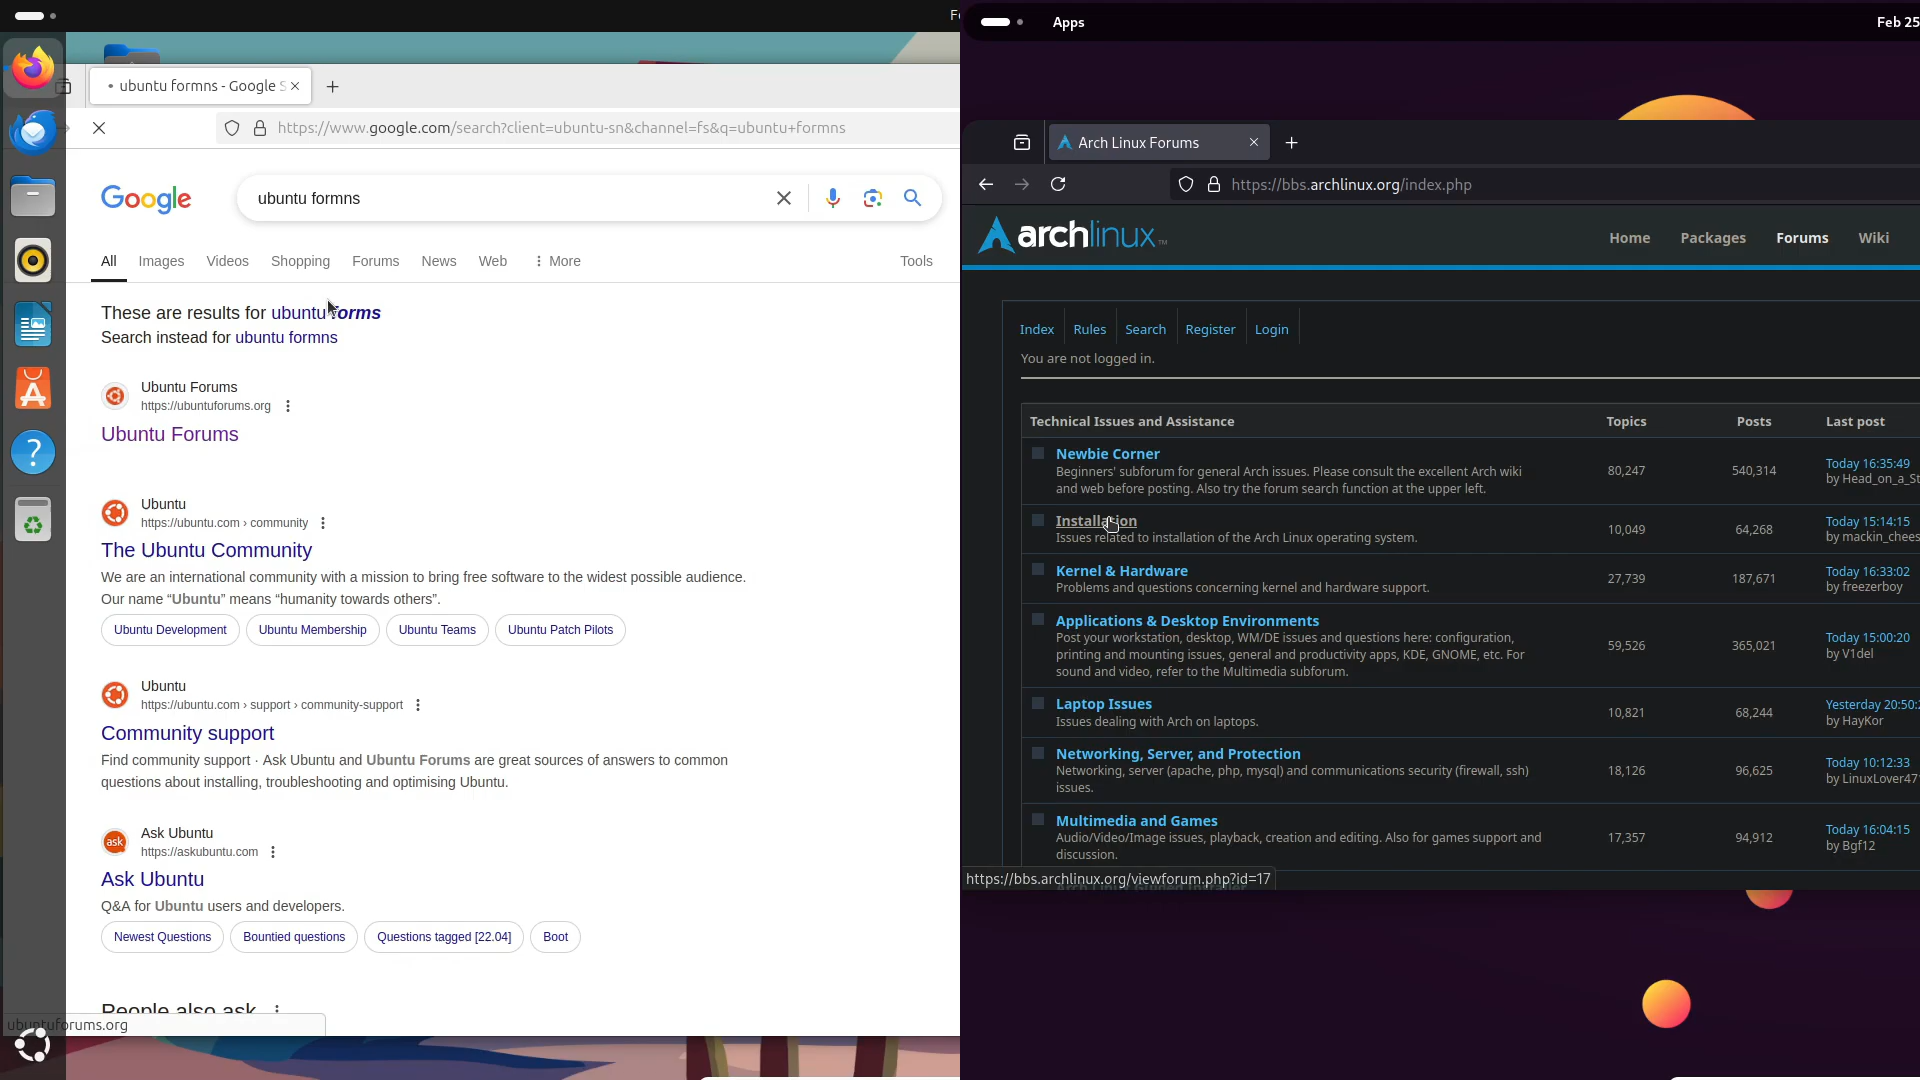 ubuntu formns - Google S
https://www.google.com/search?client=ubuntu-sn&channel=fs&q=ubuntu+formns
Google
ubuntu formns
All
Images
Videos
Shopping
Forums
News
Web
More
Tools
These are results for ubuntu forms
Search instead for ubuntu formns
Ubuntu Forums
https://ubuntuforums.org
Ubuntu Forums
Ubuntu
https://ubuntu.com › community
The Ubuntu Community
We are an international community with a mission to bring free software to the widest possible audience.
Our name “Ubuntu” means “humanity towards others”.
Ubuntu Development
Ubuntu Membership
Ubuntu Teams
Ubuntu Patch Pilots
Ubuntu
https://ubuntu.com › support › community-support
Community support
Find community support · Ask Ubuntu and Ubuntu Forums are great sources of answers to common
questions about installing, troubleshooting and optimising Ubuntu.
ask
Ask Ubuntu
https://askubuntu.com
Ask Ubuntu
Q&A for Ubuntu users and developers.
Newest Questions
Bountied questions
Questions tagged [22.04]
Boot
People also ask
ubuntuforums.org
Apps
Feb 25
Arch Linux Forums
https://bbs.archlinux.org/index.php
archlinux™
Home
Packages
Forums
Wiki
Index
Rules
Search
Register
Login
You are not logged in.
Technical Issues and Assistance
Topics
Posts
Last post
Newbie Corner
Beginners' subforum for general Arch issues. Please consult the excellent Arch wiki
and web before posting. Also try the forum search function at the upper left.
80,247
540,314
Today 16:35:49
by Head_on_a_St
Installation
Issues related to installation of the Arch Linux operating system.
10,049
64,268
Today 15:14:15
by mackin_chees
Kernel & Hardware
Problems and questions concerning kernel and hardware support.
27,739
187,671
Today 16:33:02
by freezerboy
Applications & Desktop Environments
Post your workstation, desktop, WM/DE issues and questions here: configuration,
printing and mounting issues, general and productivity apps, KDE, GNOME, etc. For
sound and video, refer to the Multimedia subforum.
59,526
365,021
Today 15:00:20
by V1del
Laptop Issues
Issues dealing with Arch on laptops.
10,821
68,244
Yesterday 20:50:2
by HayKor
Networking, Server, and Protection
Networking, server (apache, php, mysql) and communications security (firewall, ssh)
issues.
18,126
96,625
Today 10:12:33
by LinuxLover47
Multimedia and Games
Audio/Video/Image issues, playback, creation and editing. Also for games support and
discussion.
17,357
94,912
Today 16:04:15
by Bgf12
https://bbs.archlinux.org/viewforum.php?id=17